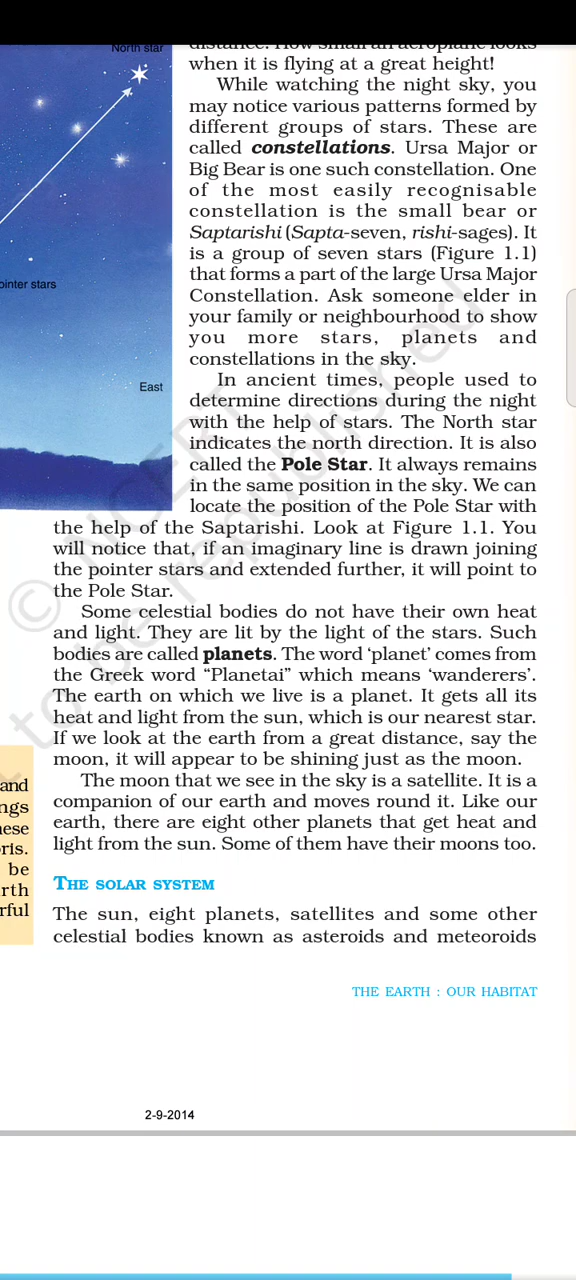 North star
when it is flying at a great height!
While watching the night sky, you
may notice various patterns formed by
different groups of stars. These are
called constellations. Ursa Major or
Big Bear is one such constellation. One
of the most easily recognisable
constellation is the small bear or
Saptarishi (Sapta-seven, rishi-sages). It
is a group of seven stars (Figure 1.1)
that forms a part of the large Ursa Major
Constellation. Ask someone elder in
your family or neighbourhood to show
you more stars, planets and
constellations in the sky.
ointer stars
East
In ancient times, people used to
determine directions during the night
with the help of stars. The North star
indicates the north direction. It is also
called the Pole Star. It always remains
in the same position in the sky. We can
locate the position of the Pole Star with
the help of the Saptarishi. Look at Figure 1.1. You
will notice that, if an imaginary line is drawn joining
the pointer stars and extended further, it will point to
the Pole Star.
Some celestial bodies do not have their own heat
and light. They are lit by the light of the stars. Such
bodies are called planets. The word ‘planet’ comes from
the Greek word “Planetai” which means ‘wanderers’.
The earth on which we live is a planet. It gets all its
heat and light from the sun, which is our nearest star.
If we look at the earth from a great distance, say the
moon, it will appear to be shining just as the moon.
The moon that we see in the sky is a satellite. It is a
companion of our earth and moves round it. Like our
earth, there are eight other planets that get heat and
light from the sun. Some of them have their moons too.
and
ngs
nese
ris.
be
rth
rful
THE SOLAR SYSTEM
The sun, eight planets, satellites and some other
celestial bodies known as asteroids and meteoroids
THE EARTH : OUR HABITAT
2-9-2014
© NCERT
to be republished